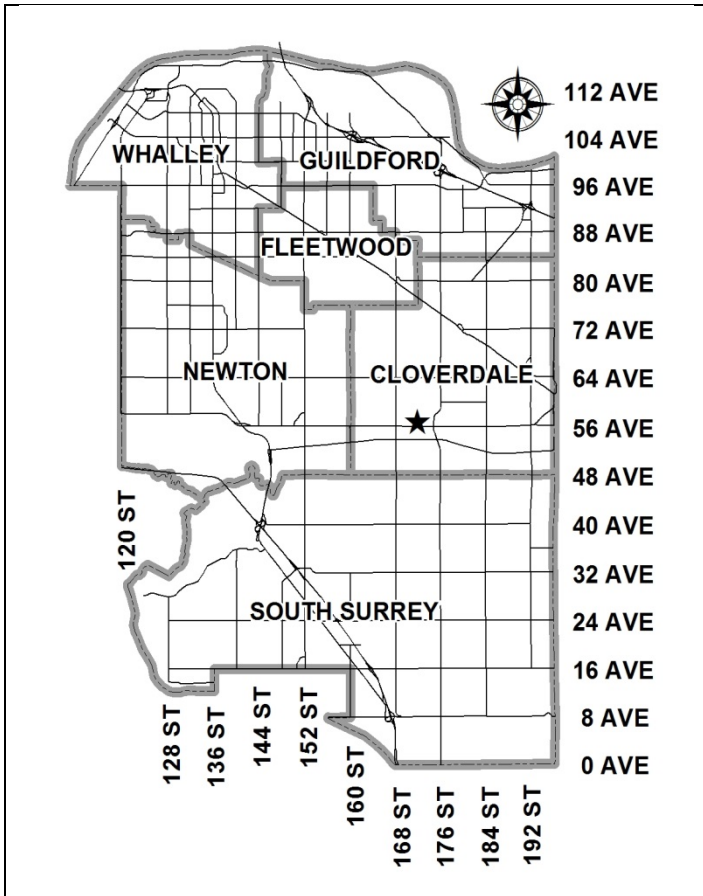 112 AVE
104 AVE
WHALLEY
GUILDFORD
96 AVE
88 AVE
FLEETWOOD
80 AVE
72 AVE
NEWTON
CLOVERDALE
64 AVE
56 AVE
48 AVE
120 ST
40 AVE
32 AVE
SOUTH SURREY
24 AVE
16 AVE
128 ST
136 ST
144 ST
152 ST
160 ST
8 AVE
0 AVE
168 ST
176 ST
184 ST
192 ST